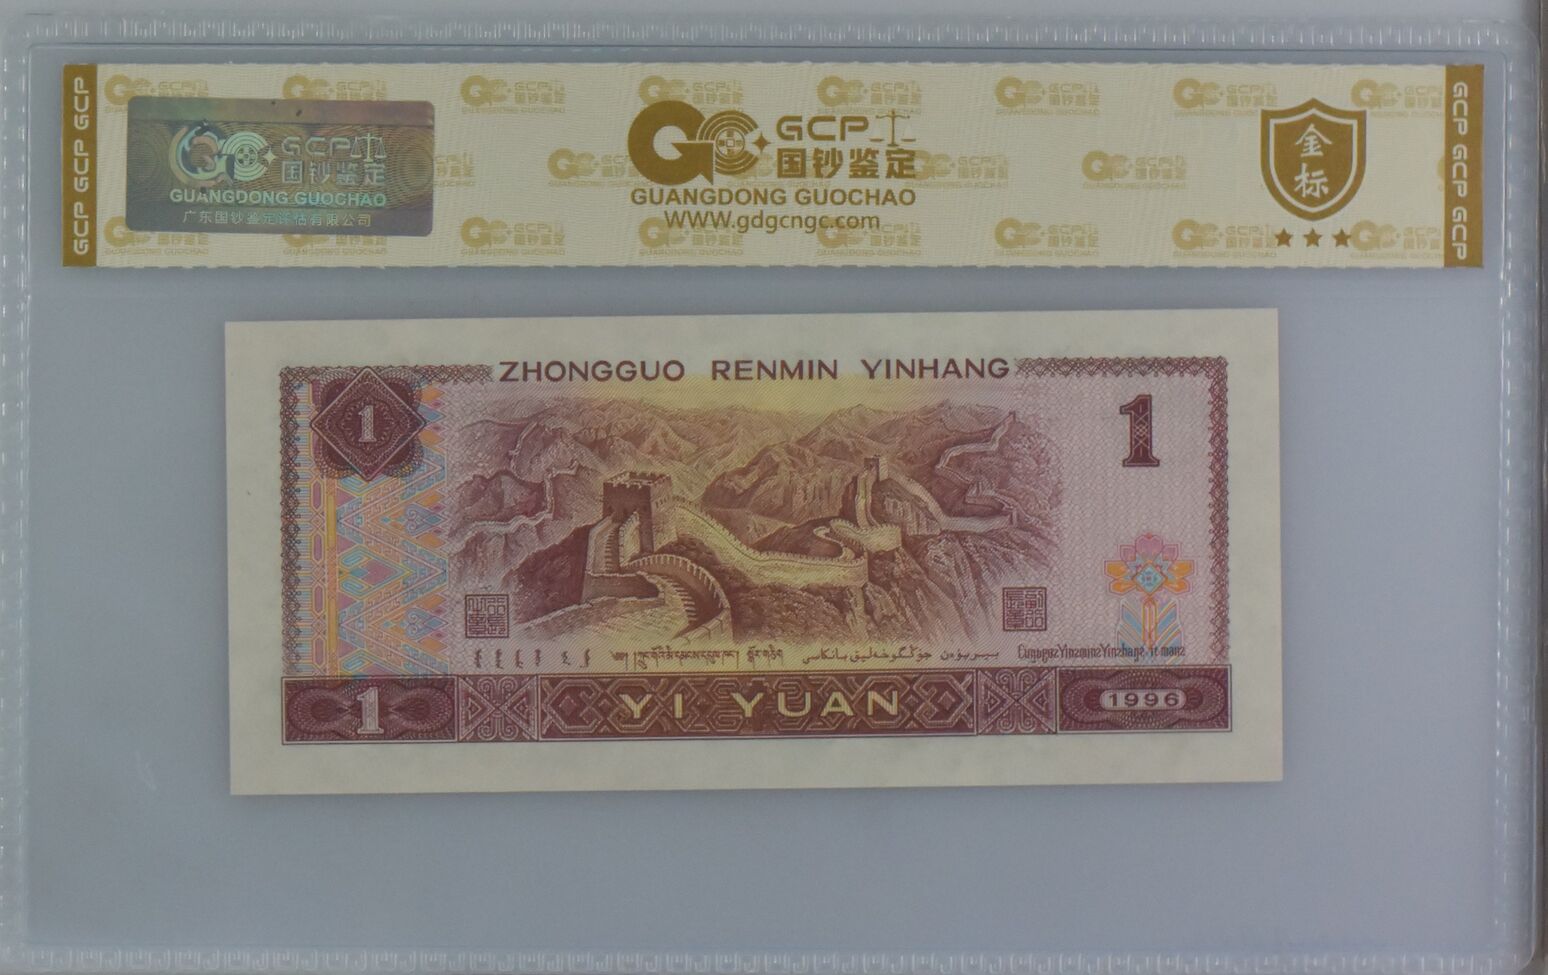 GCP GCP GCP
GCP
国钞鉴定
GUANGDONG GUOCHAO
广东国钞鉴定评估有限公司
GCP
国钞鉴定
GUANGDONG GUOCHAO
WWW.gdgcngc.com
金标
GCP GCP GCP
ZHONGGUO RENMIN YINHANG
1
1
1
YI YUAN
1996